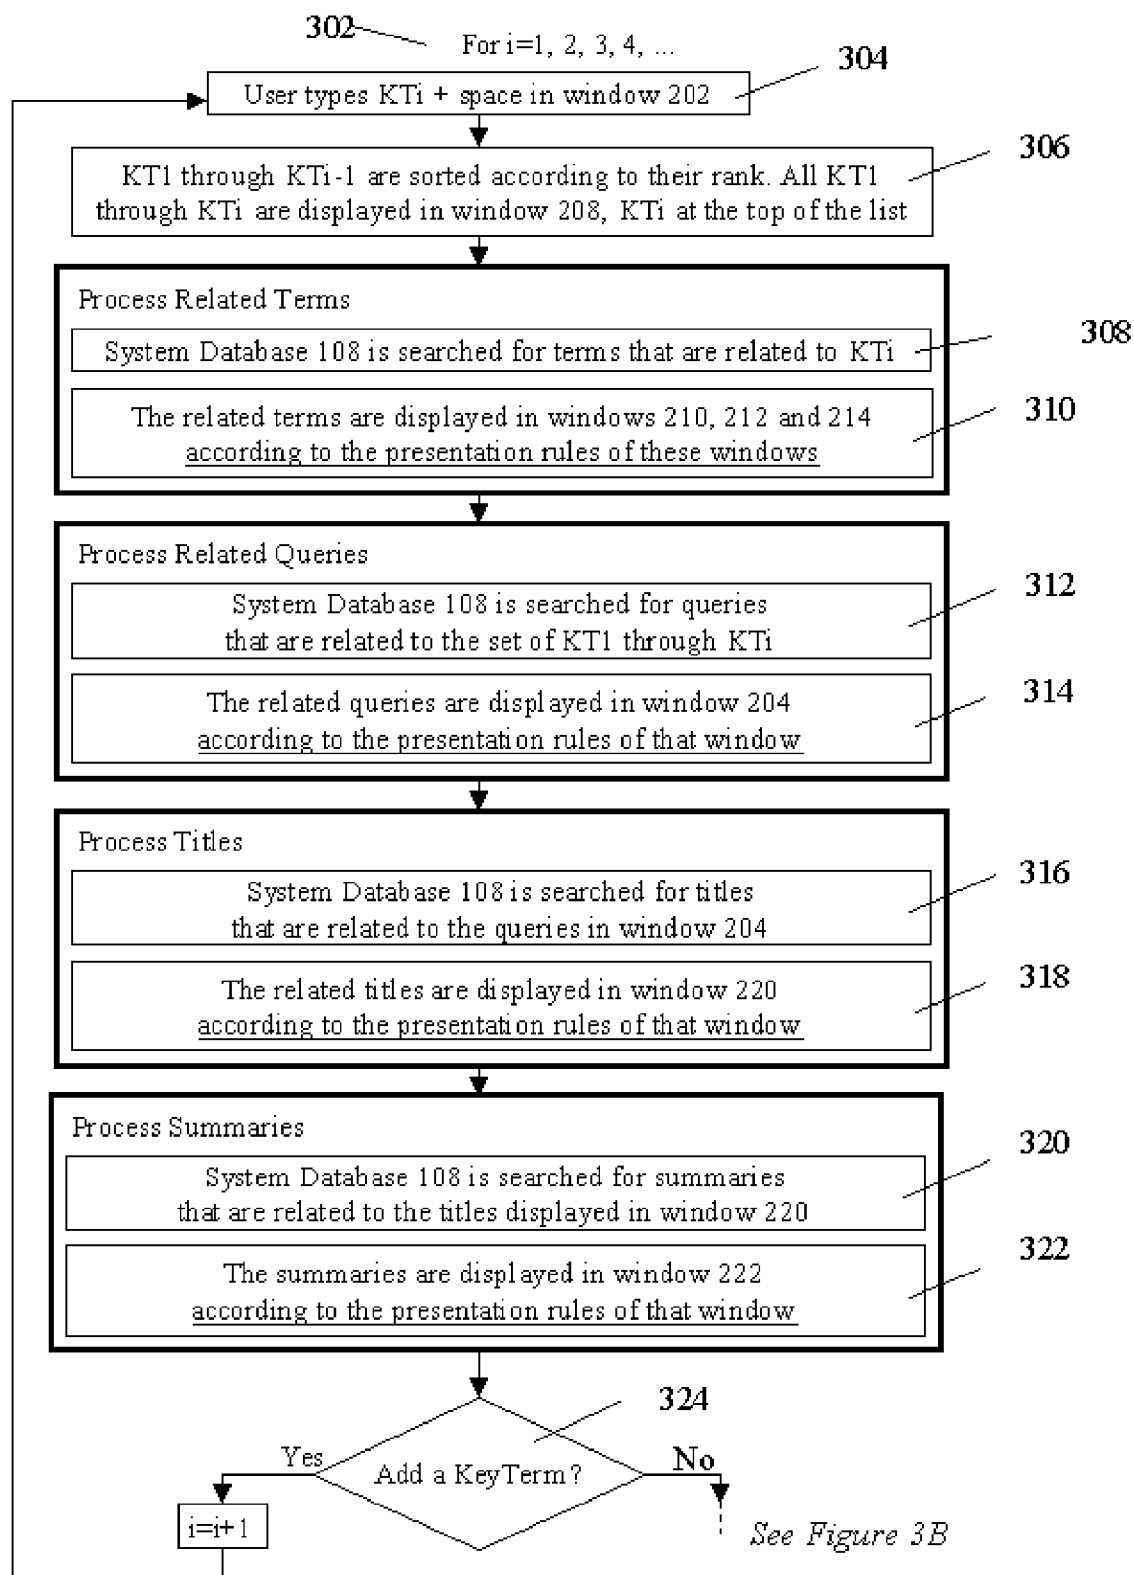 302
For i=1, 2, 3, 4, ...
304
User types KTi + space in window 202
306
KT1 through KTi-1 are sorted according to their rank. All KT1
through KTi are displayed in window 208, KTi at the top of the list
Process Related Terms
308
System Database 108 is searched for terms that are related to KTi
310
The related terms are displayed in windows 210, 212 and 214
according to the presentation rules of these windows
Process Related Queries
312
System Database 108 is searched for queries
that are related to the set of KT1 through KTi
314
The related queries are displayed in window 204
according to the presentation rules of that window
Process Titles
316
System Database 108 is searched for titles
that are related to the queries in window 204
318
The related titles are displayed in window 220
according to the presentation rules of that window
Process Summaries
320
System Database 108 is searched for summaries
that are related to the titles displayed in window 220
322
The summaries are displayed in window 222
according to the presentation rules of that window
324
Yes
Add a KeyTerm?
No
i=i+1
See Figure 3B